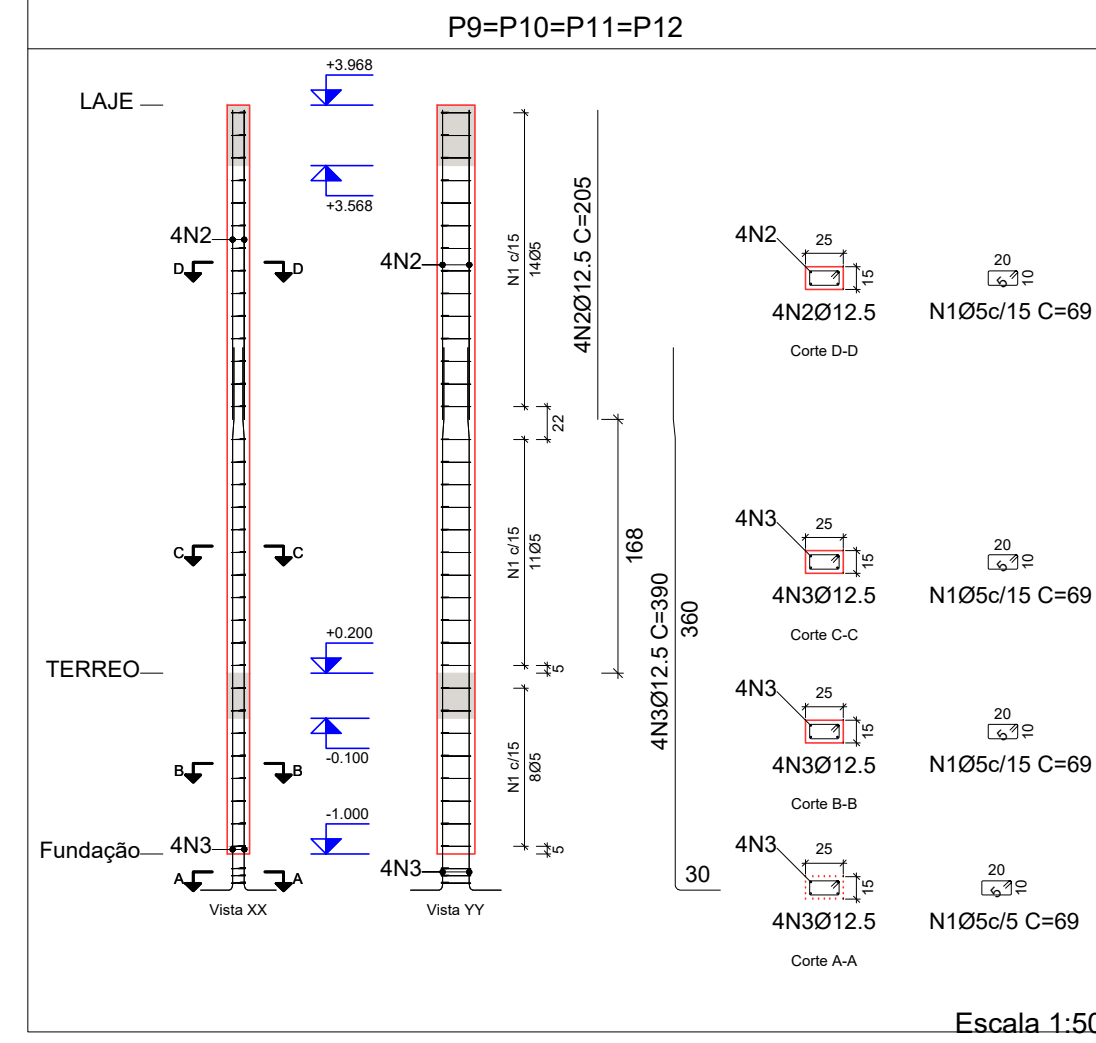 P9=P10=P11=P12
LAJE
+3.968
+3.568
4N2
D
D
4N2
N1 c/15
14Ø5
4N2Ø12.5 C=205
22
C
C
N1 c/15
11Ø5
168
4N3Ø12.5 C=390
360
TERREO
+0.200
5
-0.100
B
B
N1 c/15
8Ø5
-1.000
Fundação
4N3
5
4N3
A
A
30
Vista XX
Vista YY
4N2
25
15
4N2Ø12.5
Corte D-D
20
5
10
N1Ø5c/15 C=69
4N3
25
15
4N3Ø12.5
Corte C-C
20
5
10
N1Ø5c/15 C=69
4N3
25
15
4N3Ø12.5
Corte B-B
20
5
10
N1Ø5c/15 C=69
4N3
25
15
4N3Ø12.5
Corte A-A
20
5
10
N1Ø5c/5 C=69
Escala 1:50